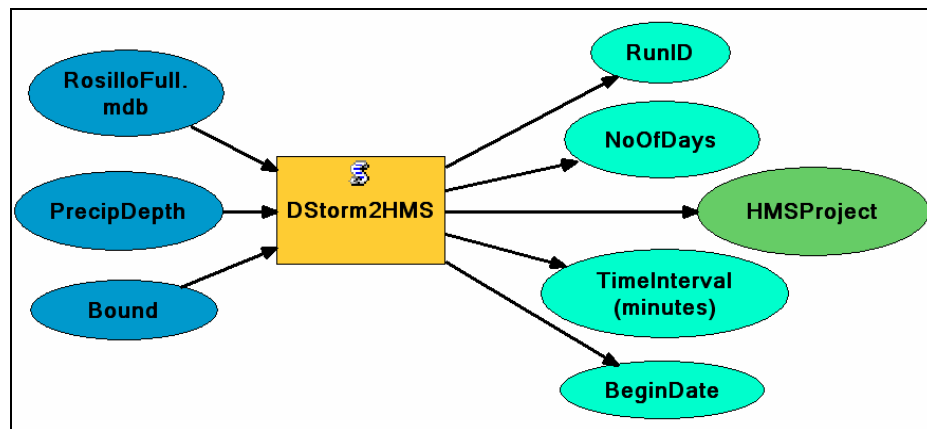 RosilloFull.
mdb
PrecipDepth
Bound
DStorm2HMS
RunID
NoOfDays
HMSProject
TimeInterval
(minutes)
BeginDate